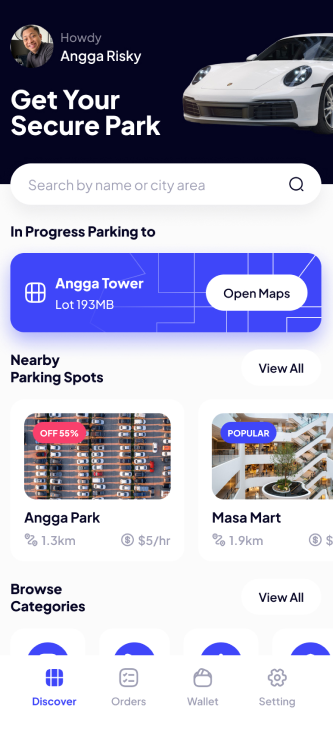 Howdy
Angga Risky
Get Your
Secure Park
Search by name or city area
In Progress Parking to
Angga Tower
Lot 193MB
Open Maps
Nearby
Parking Spots
View All
OFF 55%
POPULAR
Angga Park
Masa Mart
1.3km
$5/hr
1.9km
$
Browse
Categories
View All
Discover
Orders
Wallet
Setting